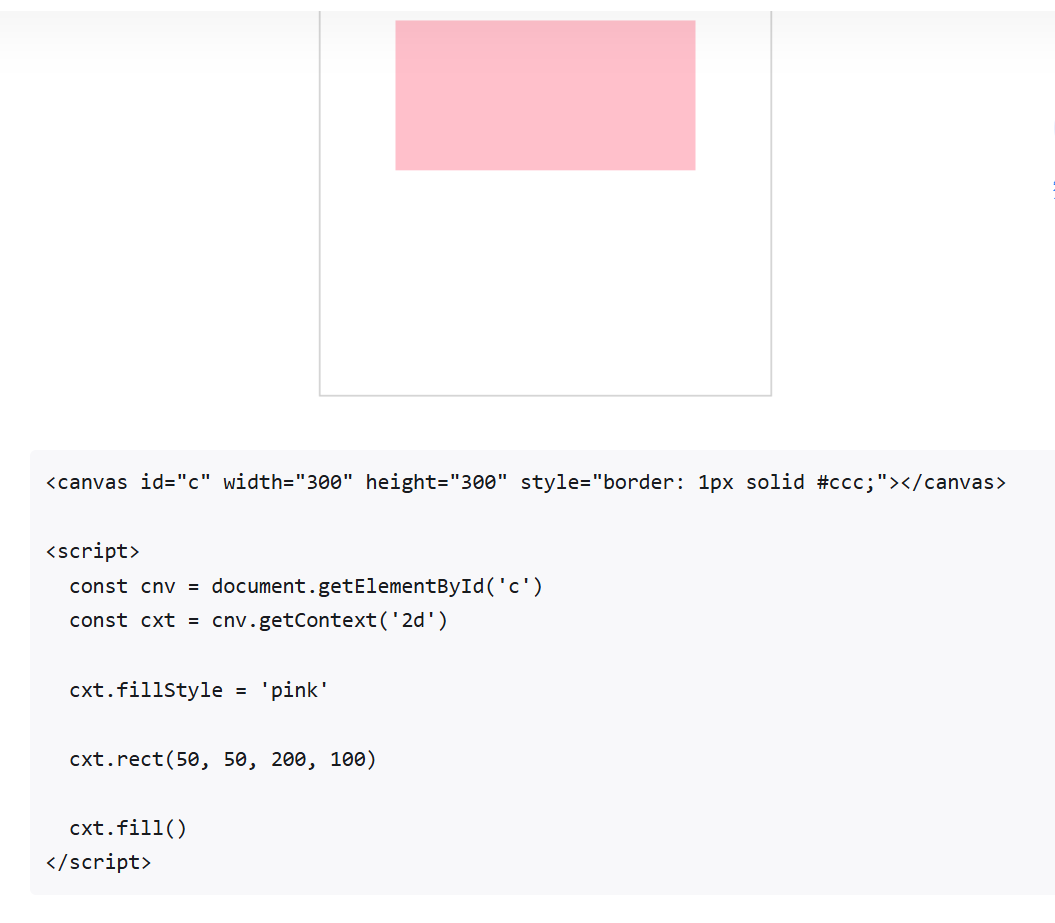 <canvas id="c" width="300" height="300" style="border: 1px solid #ccc;"></canvas>
<script>
const cnv = document.getElementById('c')
const cxt = cnv.getContext('2d')
cxt.fillStyle = 'pink'
cxt.rect(50, 50, 200, 100)
cxt.fill()
</script>